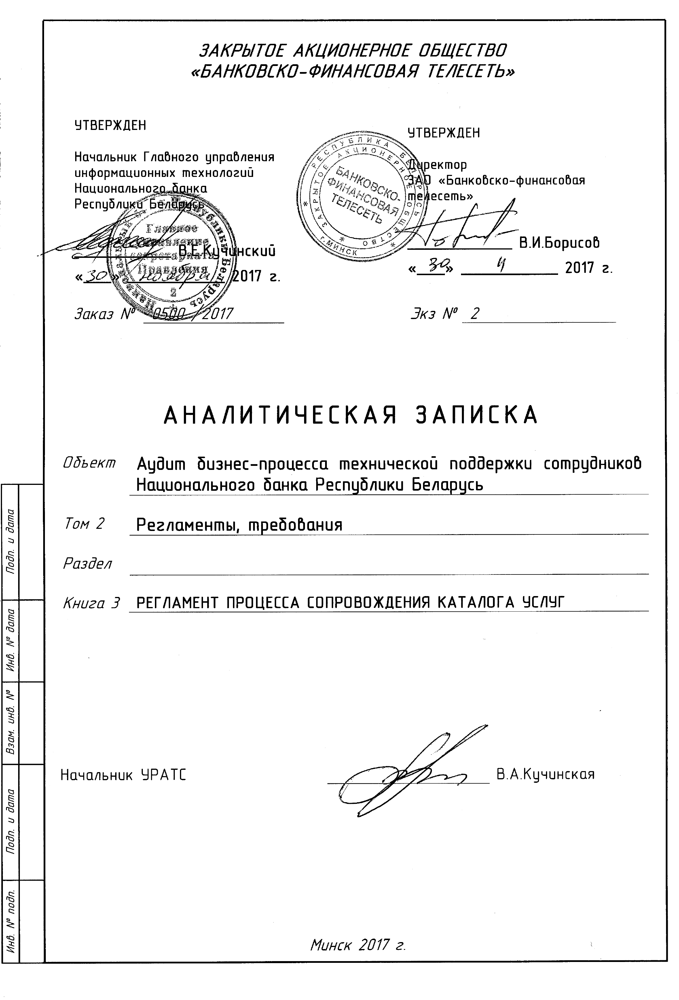 ЗАКРЫТОЕ АКЦИОНЕРНОЕ ОБЩЕСТВО
«БАНКОВСКО-ФИНАНСОВАЯ ТЕЛЕСЕТЬ»
УТВЕРЖДЕН
Начальник Главного управления
информационных технологий
Национального банка
Республики Беларусь
В.Е.Кучинский
«30» ноября 2017 г.
Заказ № 0500 /2017
Национальный банк Республики Беларусь
Главное
управление
секретариата
Правления
2
УТВЕРЖДЕН
Директор
ЗАО «Банковско-финансовая
телесеть»
В.И.Борисов
«30» 2017 г.
Экз № 2
РЕСПУБЛИКА БЕЛАРУСЬ * г.МИНСК *
ЗАКРЫТОЕ АКЦИОНЕРНОЕ ОБЩЕСТВО *
БАНКОВСКО-
ФИНАНСОВАЯ
ТЕЛЕСЕТЬ
АНАЛИТИЧЕСКАЯ ЗАПИСКА
Объект Аудит бизнес-процесса технической поддержки сотрудников
Национального банка Республики Беларусь
Том 2 Регламенты, требования
Раздел
Книга 3 РЕГЛАМЕНТ ПРОЦЕССА СОПРОВОЖДЕНИЯ КАТАЛОГА УСЛУГ
Начальник УРАТС В.А.Кучинская
Минск 2017 г.
Подп. и дата
Инв. № дата
Взам. инв. №
Подп. и дата
Инв. № подп.